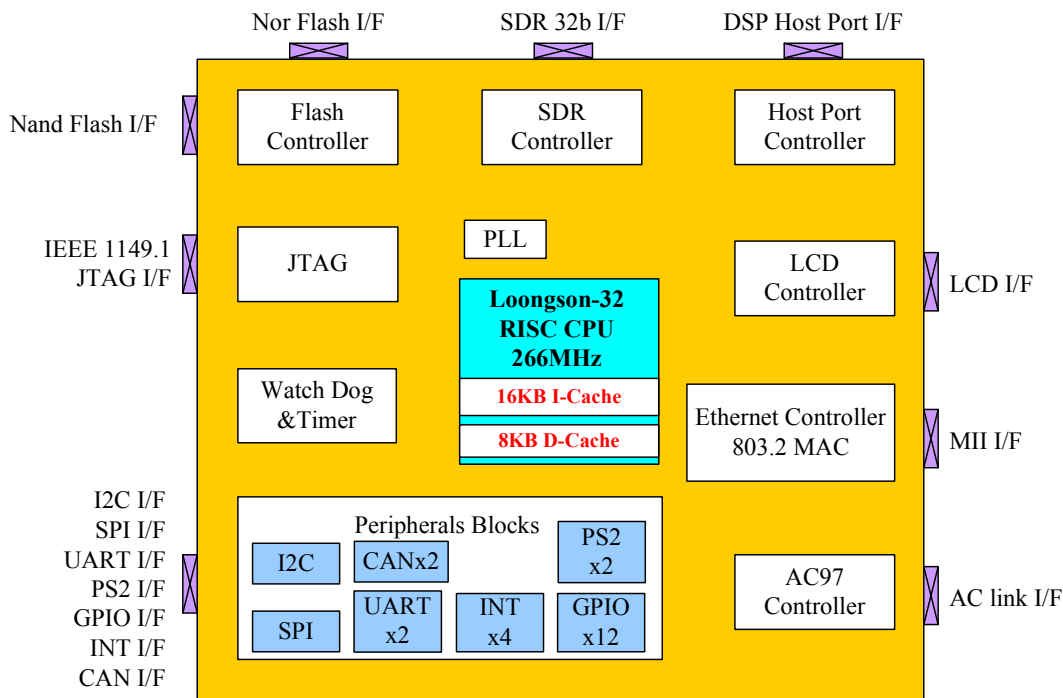 Nor Flash I/F
SDR 32b I/F
DSP Host Port I/F
Nand Flash I/F
Flash
Controller
SDR
Controller
Host Port
Controller
IEEE 1149.1
JTAG I/F
JTAG
PLL
LCD
Controller
LCD I/F
Loongson-32
RISC CPU
266MHz
16KB I-Cache
8KB D-Cache
Watch Dog
&Timer
Ethernet Controller
803.2 MAC
MII I/F
I2C I/F
SPI I/F
UART I/F
PS2 I/F
GPIO I/F
INT I/F
CAN I/F
Peripherals Blocks
I2C
CANx2
PS2
x2
SPI
UART
x2
INT
x4
GPIO
x12
AC97
Controller
AC link I/F